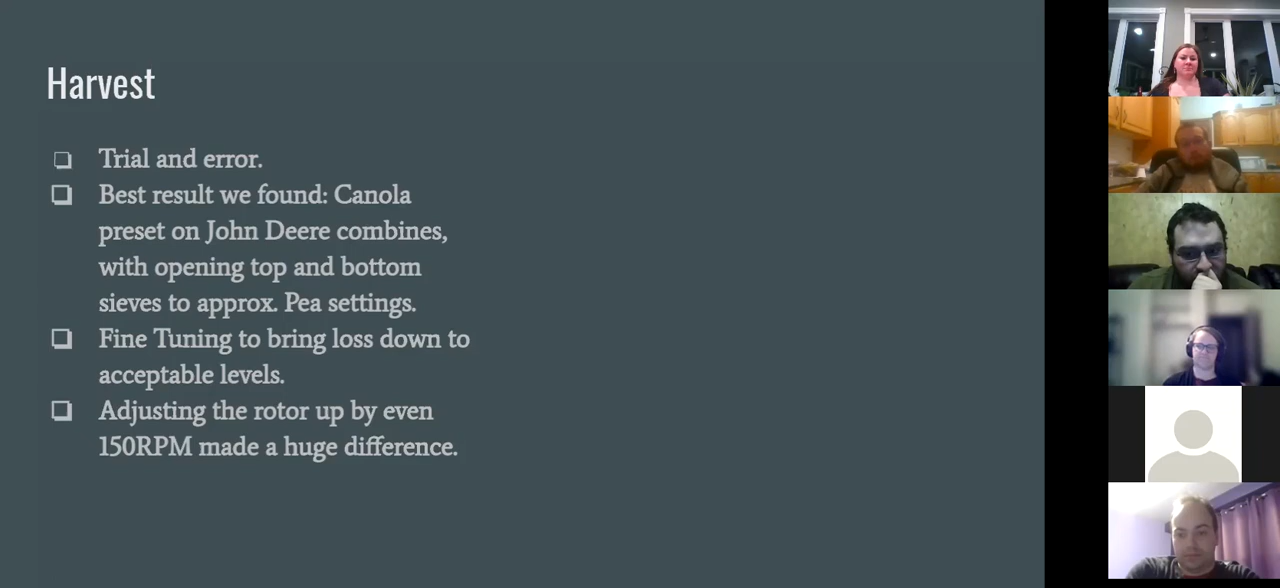 Harvest
Trial and error.
Best result we found: Canola
preset on John Deere combines,
with opening top and bottom
sieves to approx. Pea settings.
Fine Tuning to bring loss down to
acceptable levels.
Adjusting the rotor up by even
150RPM made a huge difference.